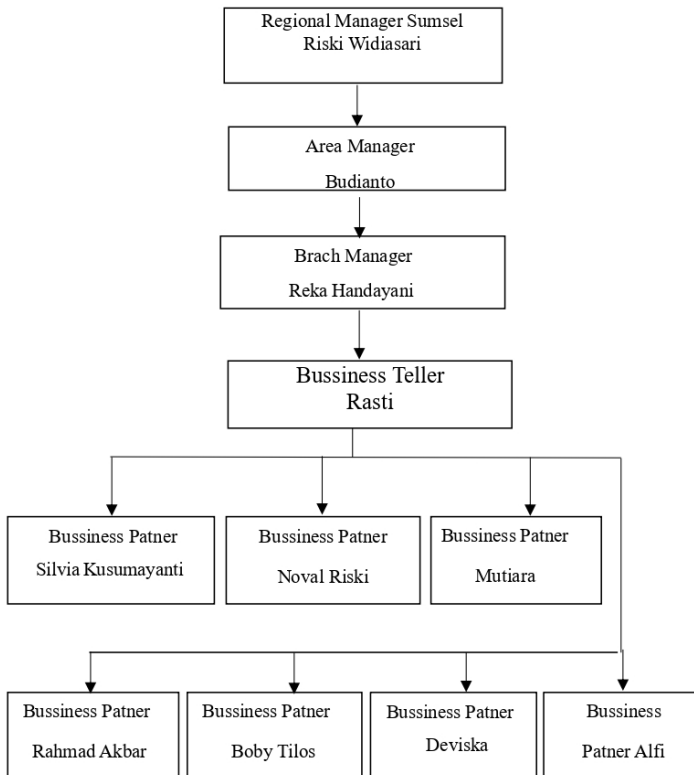 Regional Manager Sumsel
Riski Widiasari
Area Manager
Budianto
Brach Manager
Reka Handayani
Bussiness Teller
Rasti
Bussiness Patner
Silvia Kusumayanti
Bussiness Patner
Noval Riski
Bussiness Patner
Mutiara
Bussiness Patner
Rahmad Akbar
Bussiness Patner
Boby Tilos
Bussiness Patner
Deviska
Bussiness
Patner Alfi